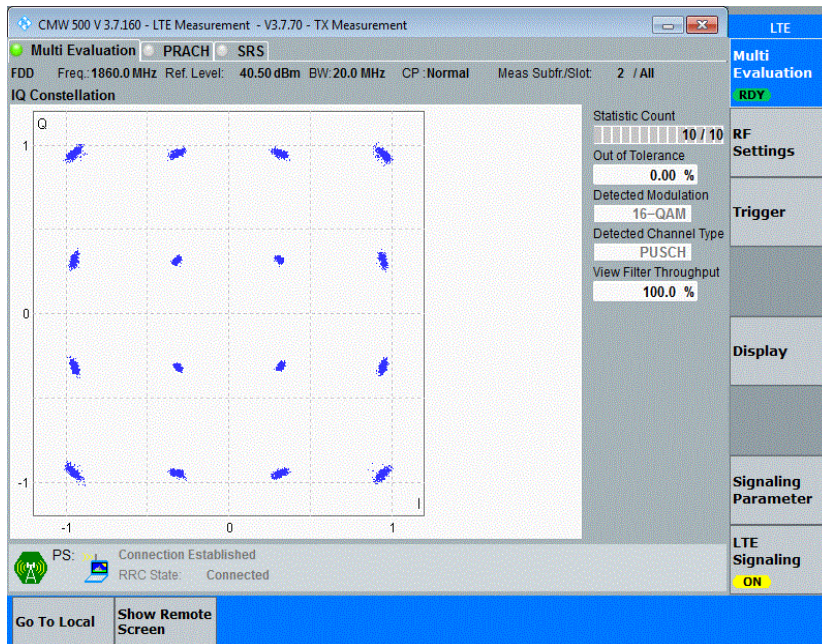 CMW 500 V 3.7.160 - LTE Measurement - V3.7.70 - TX Measurement
LTE
Multi Evaluation PRACH SRS
FDD Freq.:1860.0 MHz Ref. Level: 40.50 dBm BW:20.0 MHz CP :Normal Meas Subfr./Slot: 2 / All
IQ Constellation
Q
1
0
-1
I
-1 0 1
Statistic Count
10 / 10
Out of Tolerance
0.00 %
Detected Modulation
16-QAM
Detected Channel Type
PUSCH
View Filter Throughput
100.0 %
Multi
Evaluation
RDY
RF
Settings
Trigger
Display
Signaling
Parameter
LTE
Signaling
ON
PS: Connection Established
RRC State: Connected
Go To Local
Show Remote
Screen